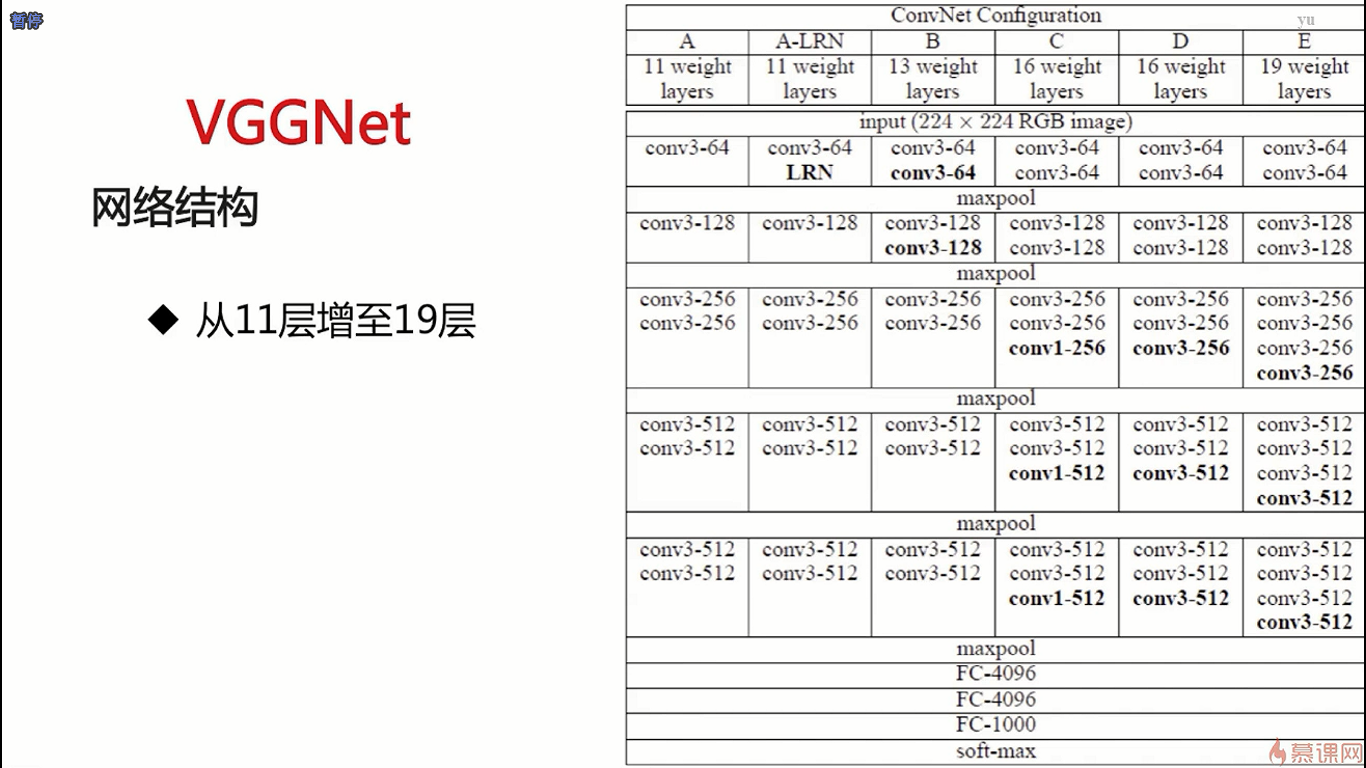 暂停
yu
VGGNet
网络结构
◆ 从11层增至19层
ConvNet Configuration
A A-LRN B C D E
11 weight layers 11 weight layers 13 weight layers 16 weight layers 16 weight layers 19 weight layers
input (224 × 224 RGB image)
conv3-64 conv3-64 conv3-64 conv3-64 conv3-64 conv3-64
LRN conv3-64 conv3-64 conv3-64 conv3-64
maxpool
conv3-128 conv3-128 conv3-128 conv3-128 conv3-128 conv3-128
conv3-128 conv3-128 conv3-128 conv3-128
maxpool
conv3-256 conv3-256 conv3-256 conv3-256 conv3-256 conv3-256
conv3-256 conv3-256 conv3-256 conv3-256 conv3-256 conv3-256
conv1-256 conv3-256 conv3-256
conv3-256
maxpool
conv3-512 conv3-512 conv3-512 conv3-512 conv3-512 conv3-512
conv3-512 conv3-512 conv3-512 conv3-512 conv3-512 conv3-512
conv1-512 conv3-512 conv3-512
conv3-512
maxpool
conv3-512 conv3-512 conv3-512 conv3-512 conv3-512 conv3-512
conv3-512 conv3-512 conv3-512 conv3-512 conv3-512 conv3-512
conv1-512 conv3-512 conv3-512
conv3-512
maxpool
FC-4096
FC-4096
FC-1000
soft-max
慕课网